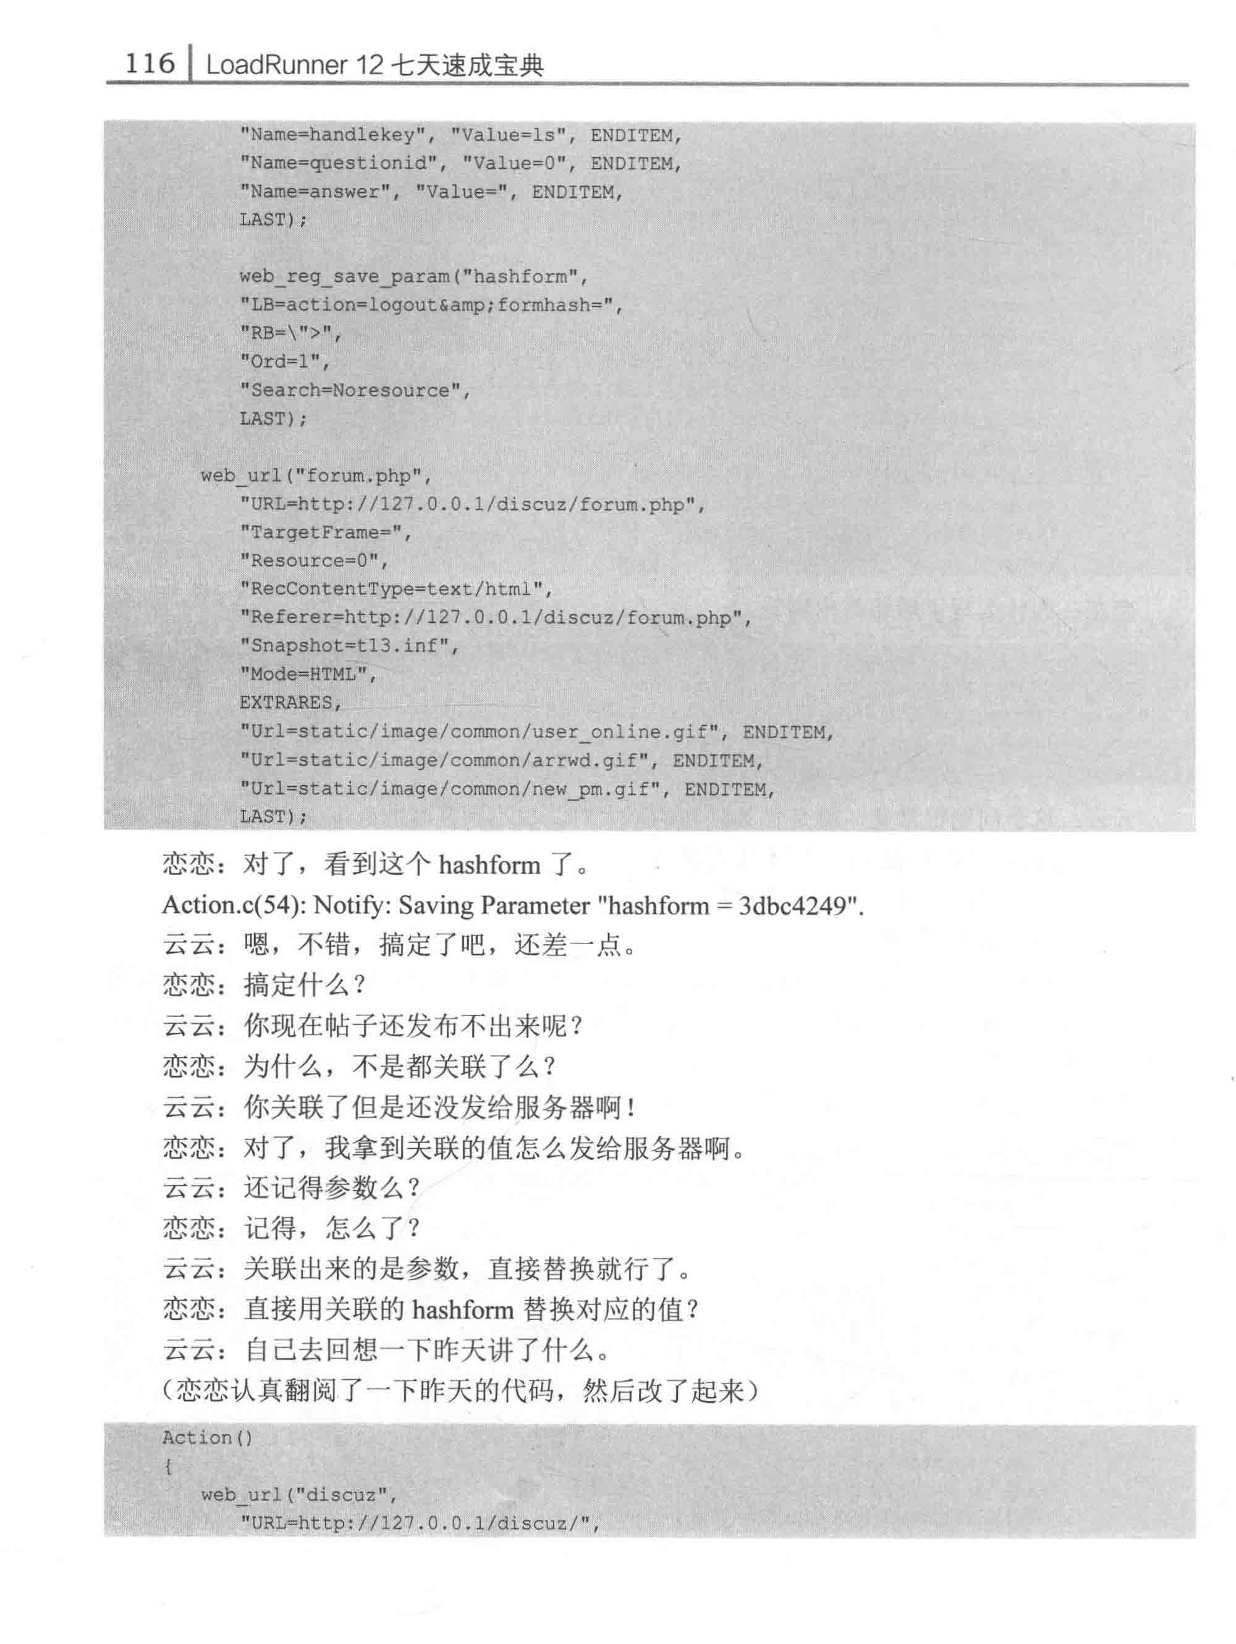 116 LoadRunner 12 七天速成宝典
"Name=handlekey", "Value=ls", ENDITEM,
"Name=questionid", "Value=0", ENDITEM,
"Name=answer", "Value=", ENDITEM,
LAST);
web_reg_save_param("hashform",
"LB=action=logout&amp;formhash=",
"RB=\">",
"Ord=1",
"Search=Noresource",
LAST);
web_url("forum.php",
"URL=http://127.0.0.1/discuz/forum.php",
"TargetFrame=",
"Resource=0",
"RecContentType=text/html",
"Referer=http://127.0.0.1/discuz/forum.php",
"Snapshot=t13.inf",
"Mode=HTML",
EXTRARES,
"Url=static/image/common/user_online.gif", ENDITEM,
"Url=static/image/common/arrwd.gif", ENDITEM,
"Url=static/image/common/new_pm.gif", ENDITEM,
LAST);
恋恋：对了，看到这个 hashform 了。
Action.c(54): Notify: Saving Parameter "hashform = 3dbc4249".
云云：嗯，不错，搞定了吧，还差一点。
恋恋：搞定什么？
云云：你现在帖子还发布不出来呢？
恋恋：为什么，不是都关联了么？
云云：你关联了但是还没发给服务器啊！
恋恋：对了，我拿到关联的值怎么发给服务器啊。
云云：还记得参数么？
恋恋：记得，怎么了？
云云：关联出来的是参数，直接替换就行了。
恋恋：直接用关联的 hashform 替换对应的值？
云云：自己去回想一下昨天讲了什么。
（恋恋认真翻阅了一下昨天的代码，然后改了起来）
Action()
{
web_url("discuz",
"URL=http://127.0.0.1/discuz/",